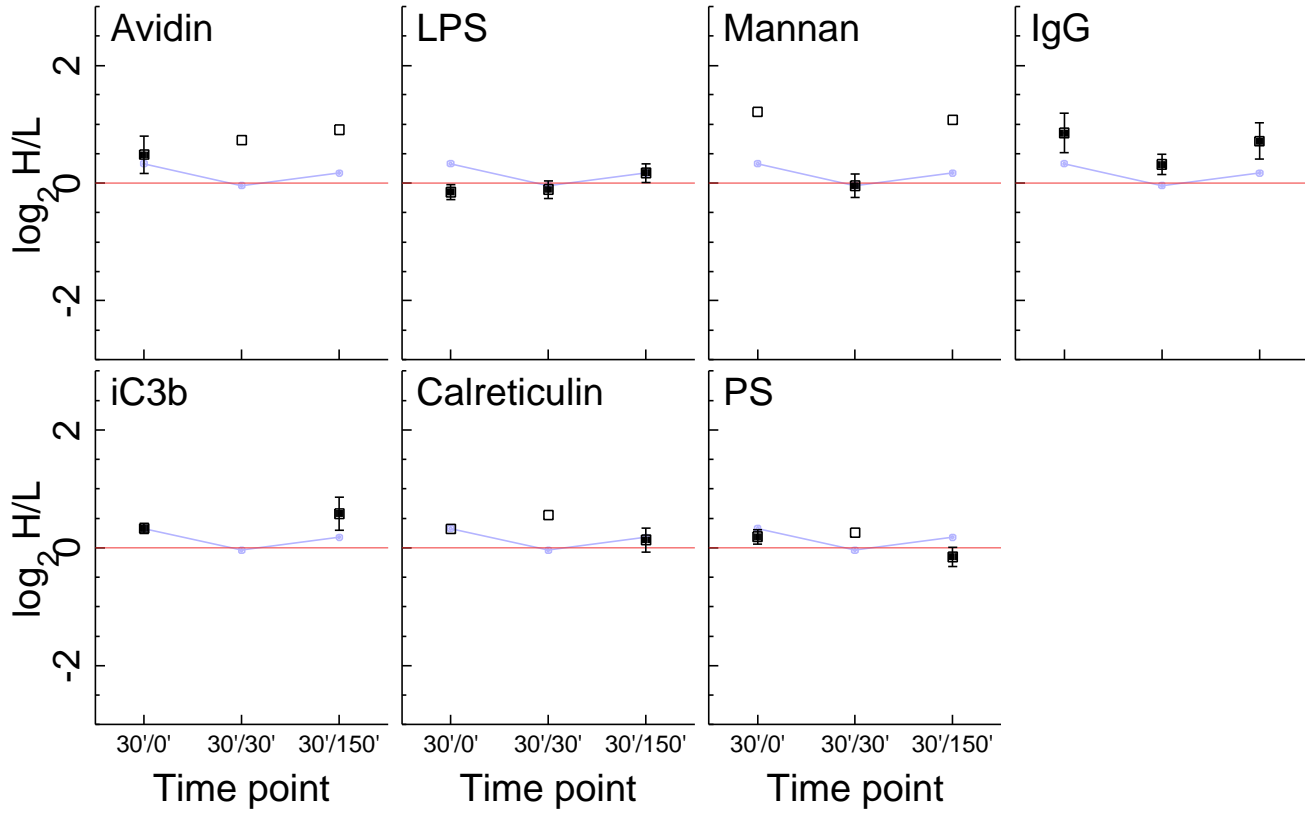 Avidin LPS Mannan IgG
2
0
-2
log2 H/L
iC3b Calreticulin PS
2
0
-2
log2 H/L
30'/0' 30'/30' 30'/150' 30'/0' 30'/30' 30'/150' 30'/0' 30'/30' 30'/150'
Time point Time point Time point